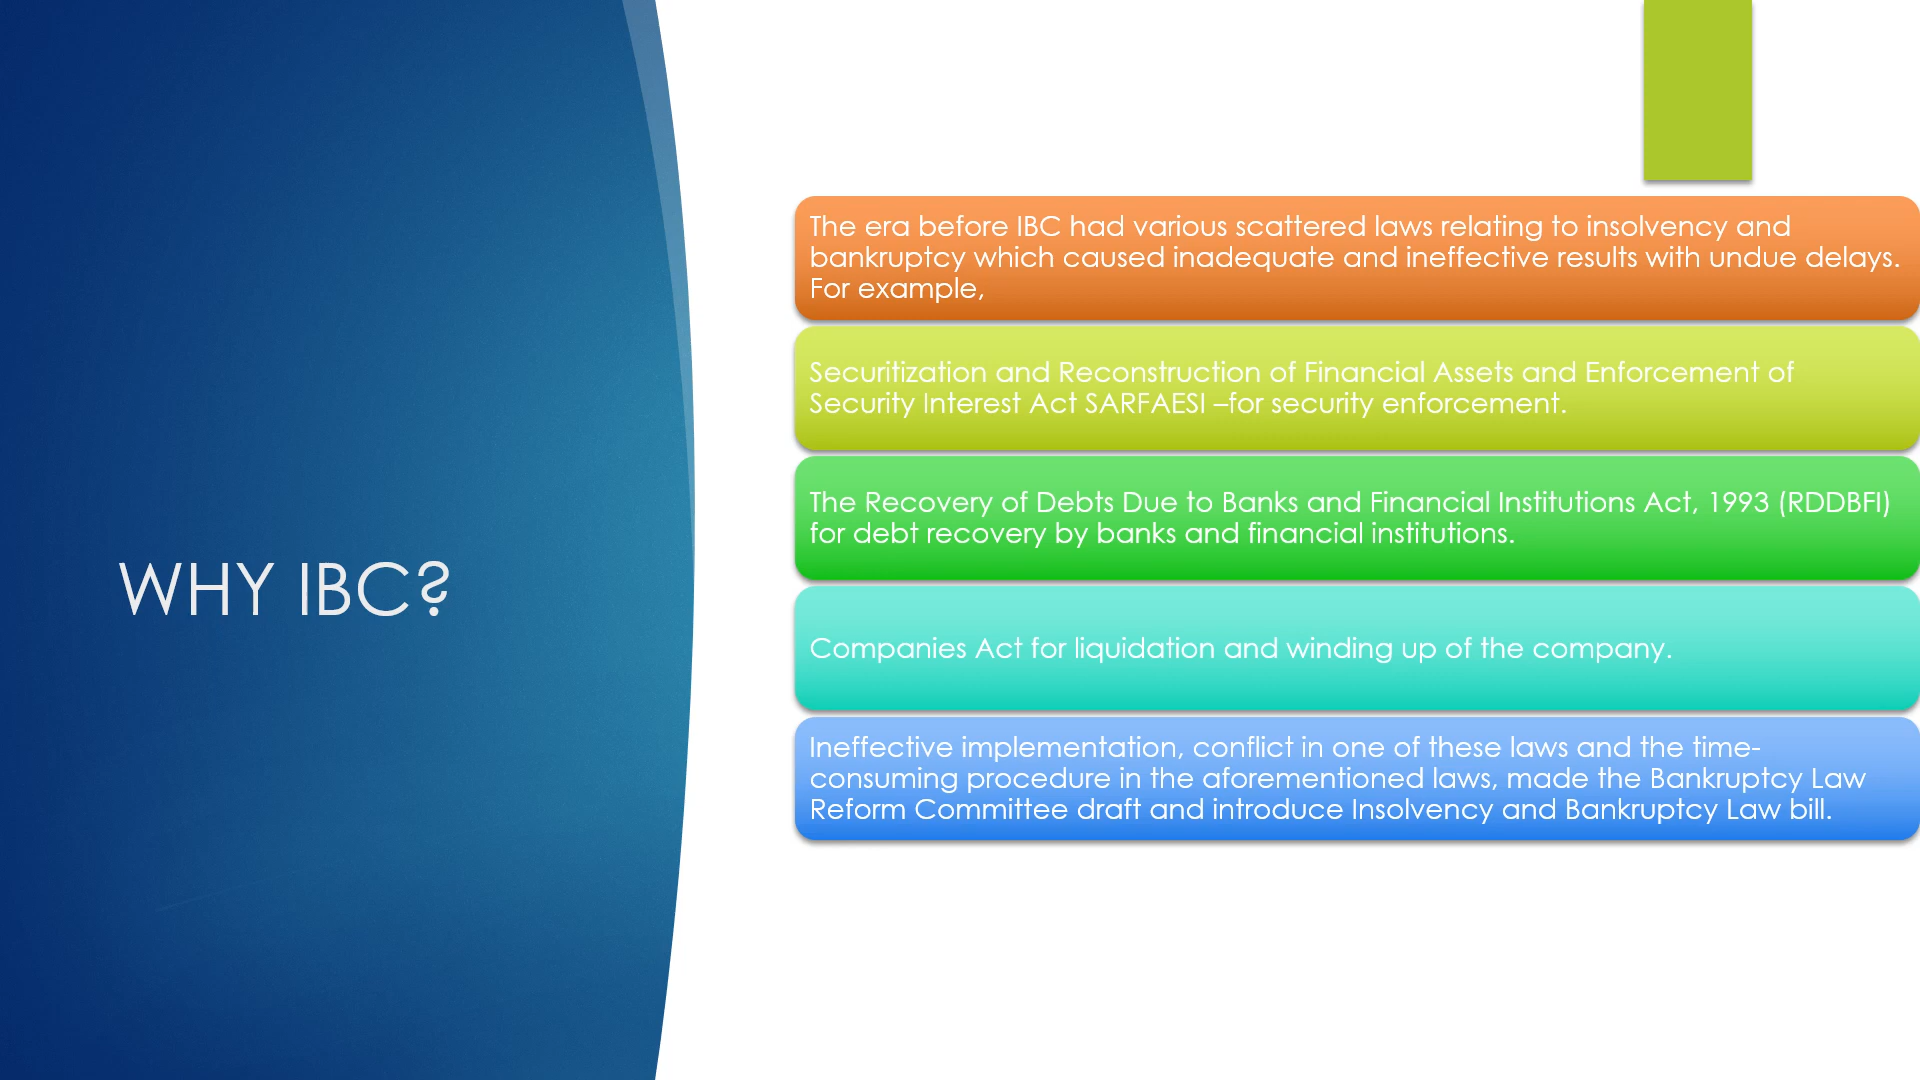 WHY IBC?
The era before IBC had various scattered laws relating to insolvency and
bankruptcy which caused inadequate and ineffective results with undue delays.
For example,
Securitization and Reconstruction of Financial Assets and Enforcement of
Security Interest Act SARFAESI –for security enforcement.
The Recovery of Debts Due to Banks and Financial Institutions Act, 1993 (RDDBFI)
for debt recovery by banks and financial institutions.
Companies Act for liquidation and winding up of the company.
Ineffective implementation, conflict in one of these laws and the time-
consuming procedure in the aforementioned laws, made the Bankruptcy Law
Reform Committee draft and introduce Insolvency and Bankruptcy Law bill.